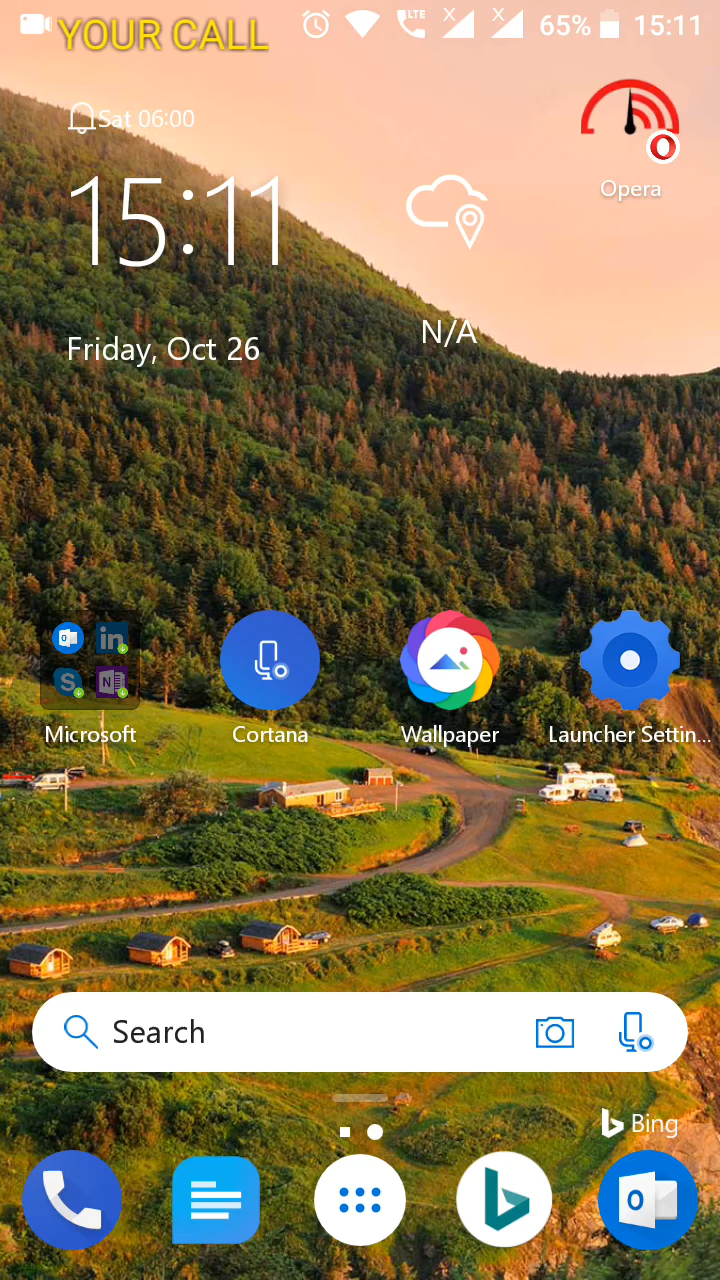 YOUR CALL LTE X X 65% 15:11
Sat 06:00
15:11
Opera
N/A
Friday, Oct 26
Microsoft Cortana Wallpaper Launcher Settin...
Search
Bing